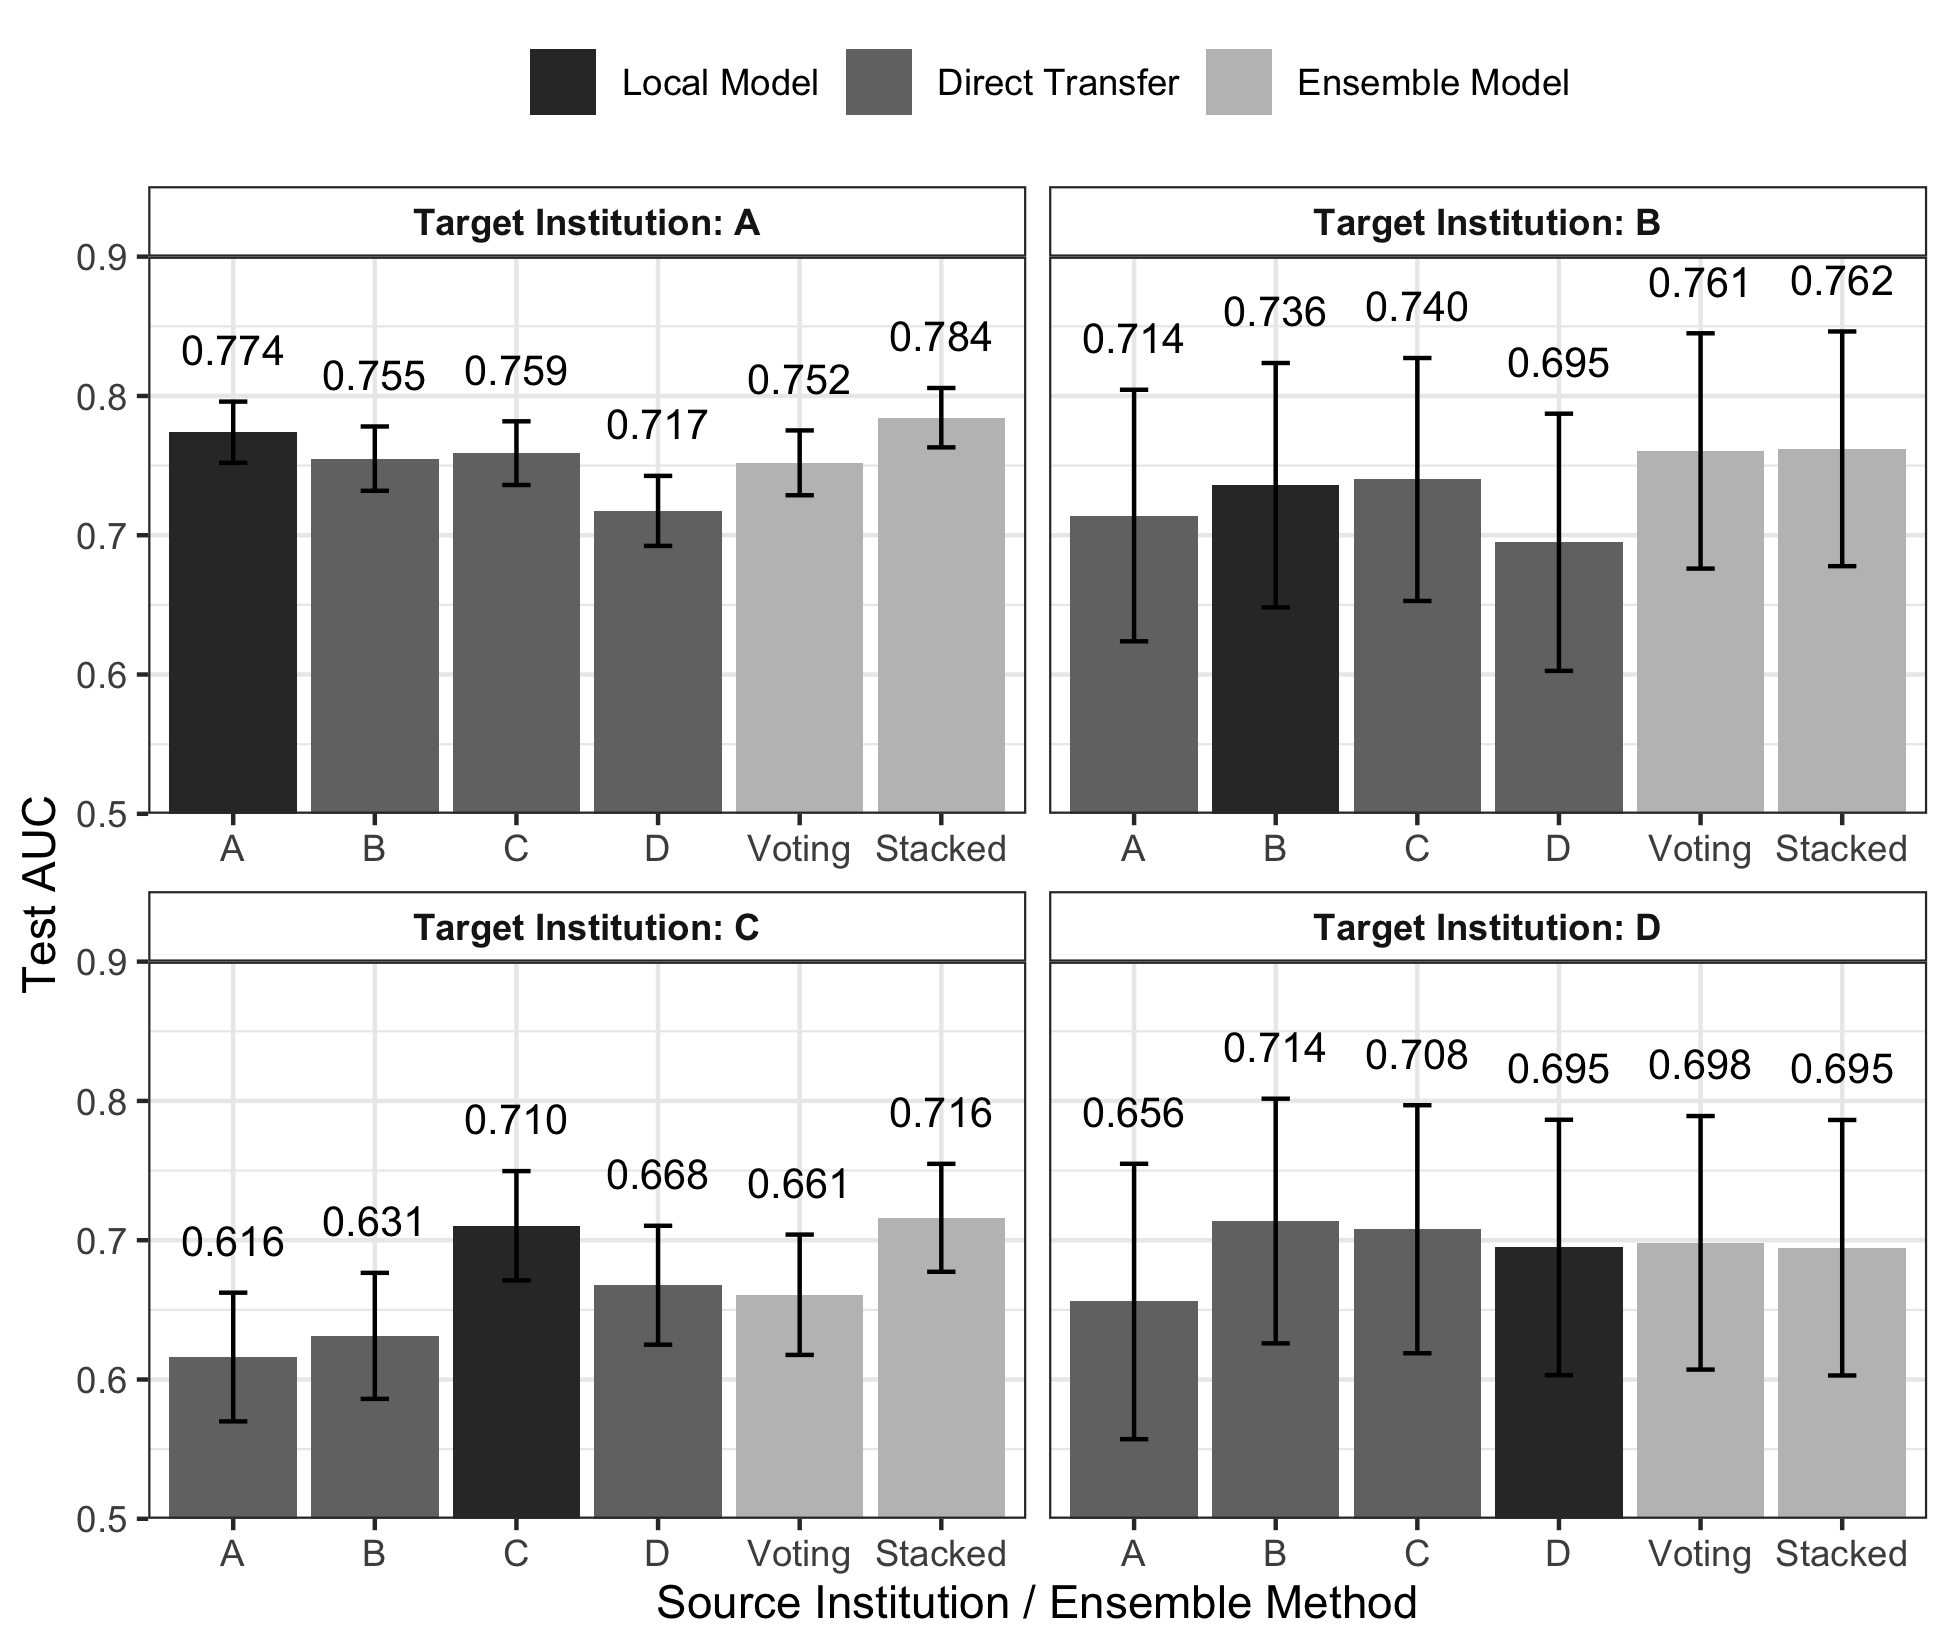 Local Model Direct Transfer Ensemble Model
Target Institution: A
0.9
0.8
0.7
0.6
0.5
0.774 0.755 0.759 0.717 0.752 0.784
A B C D Voting Stacked
Target Institution: B
0.714 0.736 0.740 0.695 0.761 0.762
A B C D Voting Stacked
Test AUC
Target Institution: C
0.9
0.8
0.7
0.6
0.5
0.616 0.631 0.710 0.668 0.661 0.716
A B C D Voting Stacked
Target Institution: D
0.656 0.714 0.708 0.695 0.698 0.695
A B C D Voting Stacked
Source Institution / Ensemble Method